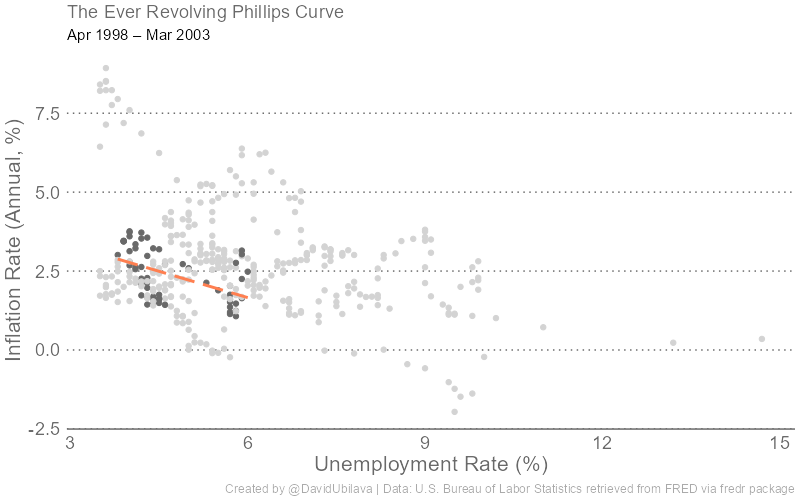 The Ever Revolving Phillips Curve
Apr 1998 – Mar 2003
Inflation Rate (Annual, %)
7.5
5.0
2.5
0.0
-2.5
3
6
9
12
15
Unemployment Rate (%)
Created by @DavidUbilava | Data: U.S. Bureau of Labor Statistics retrieved from FRED via fredr package